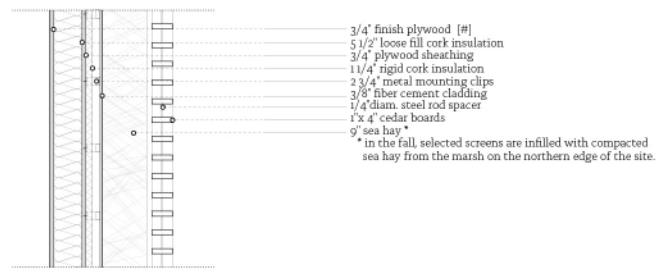 3/4" finish plywood [#]
5 1/2" loose fill cork insulation
3/4" plywood sheathing
1 1/4" rigid cork insulation
2 3/4" metal mounting clips
3/8" fiber cement cladding
1/4"diam. steel rod spacer
1"x 4" cedar boards
9" sea hay *
* in the fall, selected screens are infilled with compacted
sea hay from the marsh on the northern edge of the site.